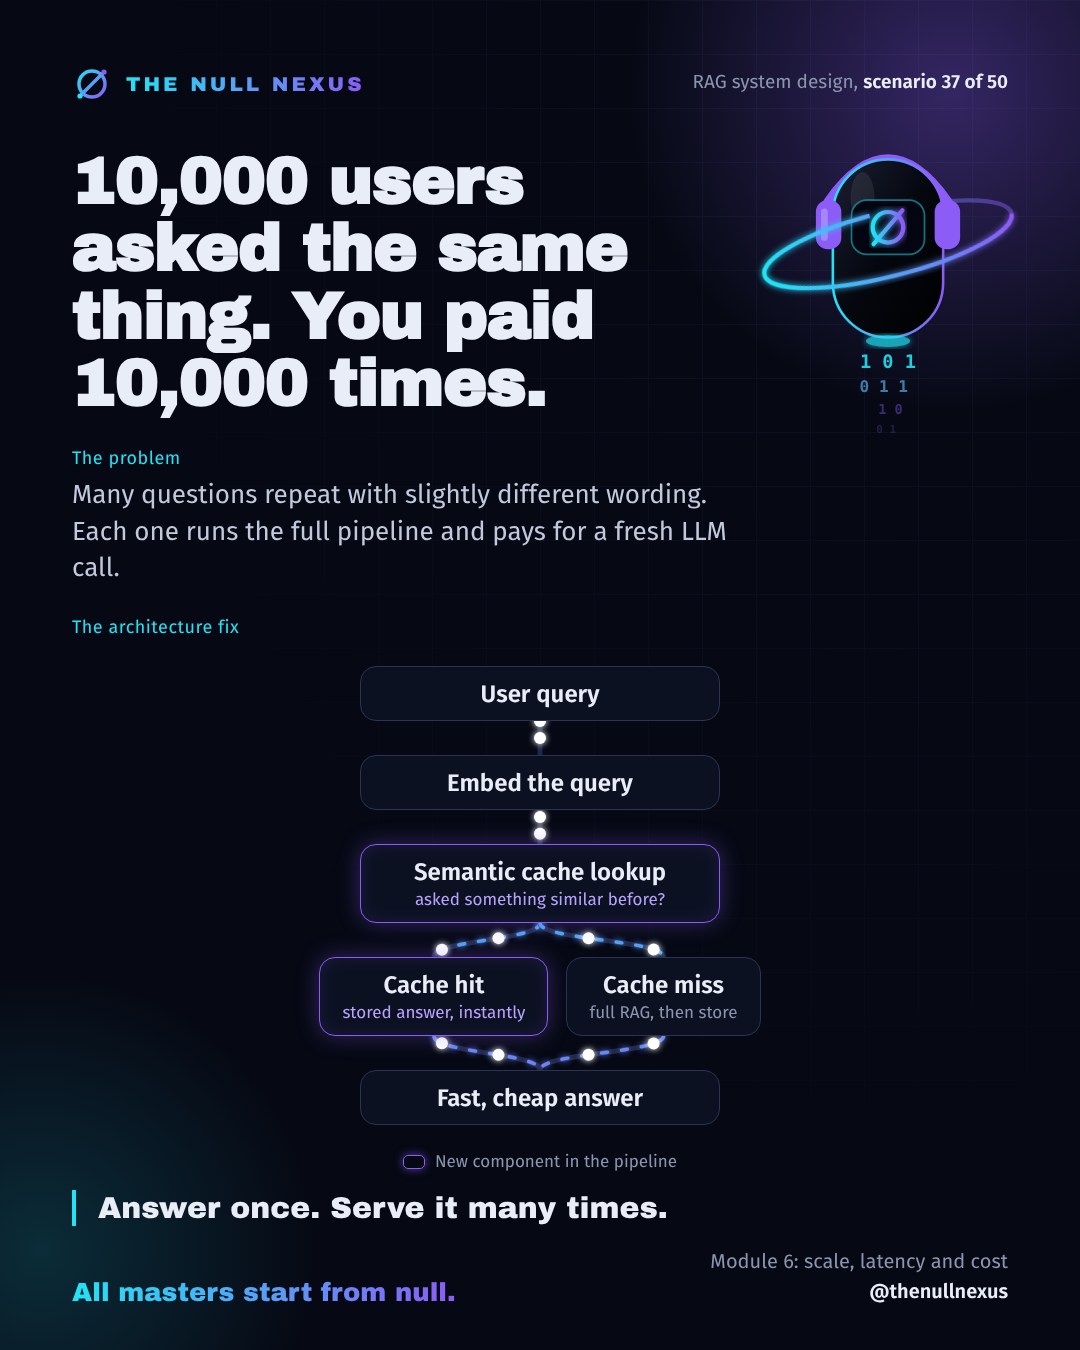 THE NULL NEXUS
RAG system design, scenario 37 of 50
10,000 users
asked the same
thing. You paid
10,000 times.
1 0 1
0 1 1
1 0
0 1
The problem
Many questions repeat with slightly different wording.
Each one runs the full pipeline and pays for a fresh LLM
call.
The architecture fix
User query
Embed the query
Semantic cache lookup
asked something similar before?
Cache hit
stored answer, instantly
Cache miss
full RAG, then store
Fast, cheap answer
New component in the pipeline
Answer once. Serve it many times.
Module 6: scale, latency and cost
All masters start from null.
@thenullnexus